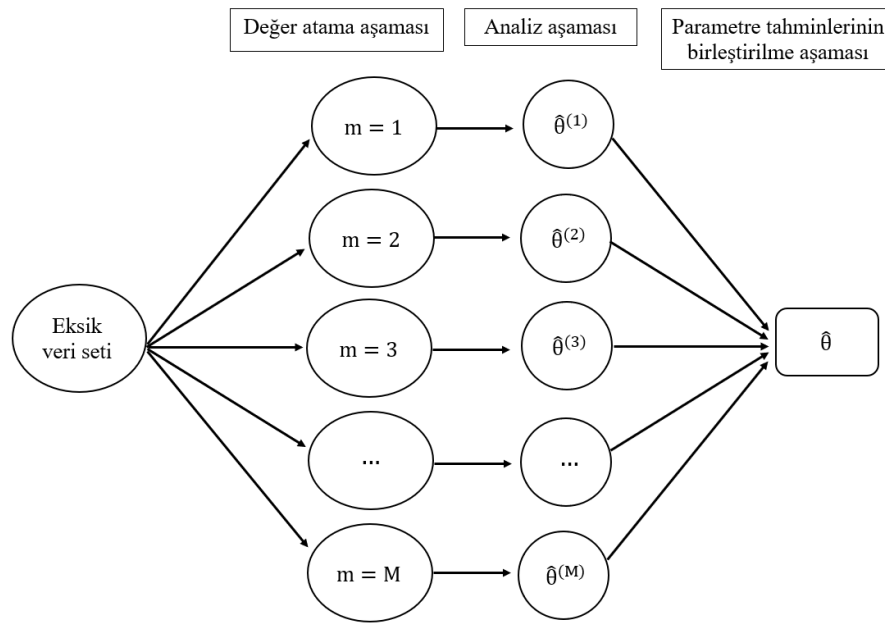 Değer atama aşaması
Analiz aşaması
Parametre tahminlerinin
birleştirilme aşaması
m = 1
θ̂⁽¹⁾
m = 2
θ̂⁽²⁾
Eksik
veri seti
m = 3
θ̂⁽³⁾
θ̂
...
...
m = M
θ̂⁽ᴹ⁾